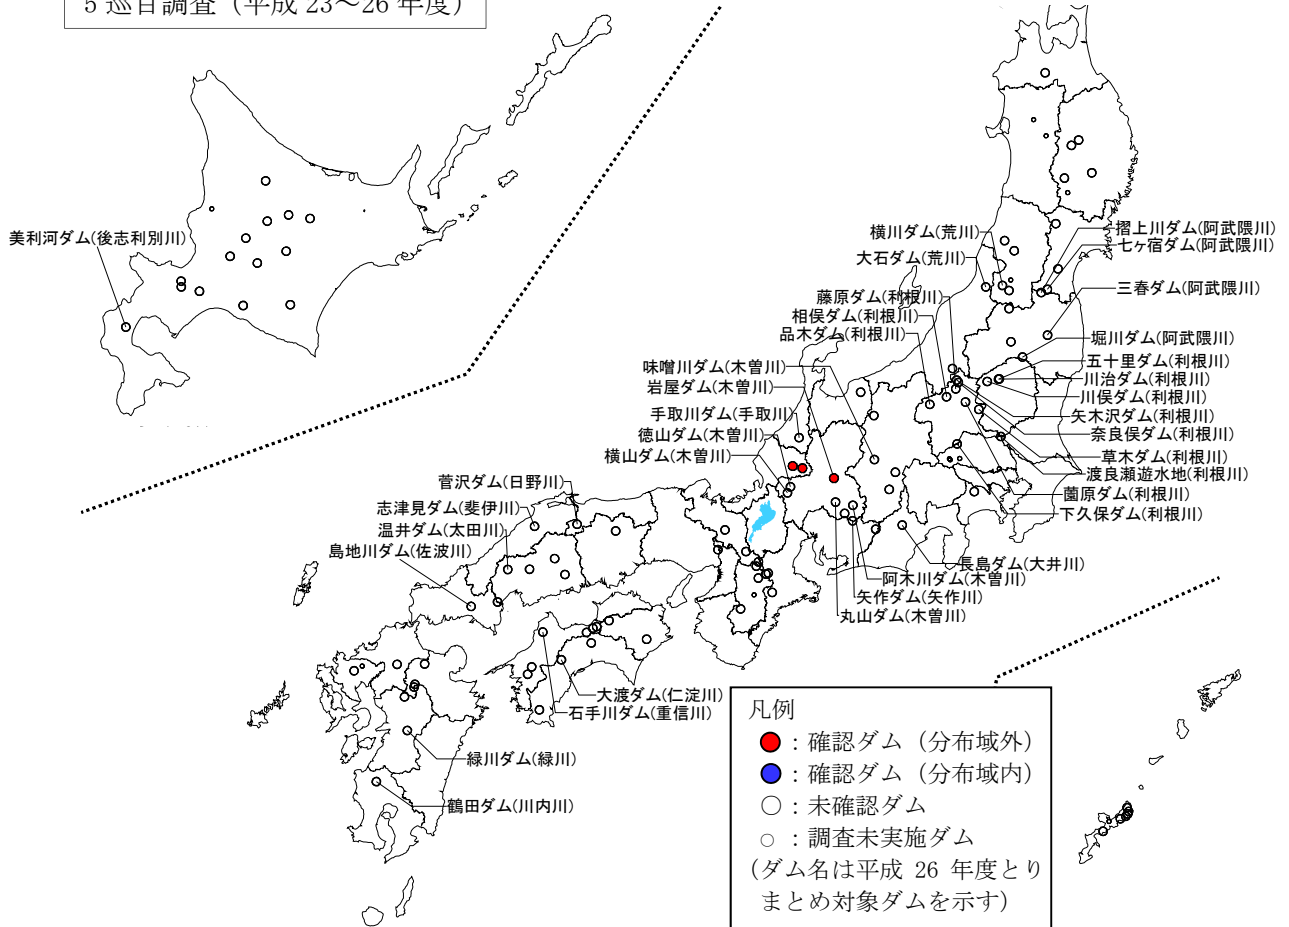 5 巡目調査（平成 23～26 年度）
美利河ダム(後志利別川)
横川ダム(荒川)
大石ダム(荒川)
藤原ダム(利根川)
相俣ダム(利根川)
品木ダム(利根川)
味噌川ダム(木曽川)
岩屋ダム(木曽川)
手取川ダム(手取川)
徳山ダム(木曽川)
横山ダム(木曽川)
菅沢ダム(日野川)
志津見ダム(斐伊川)
温井ダム(太田川)
島地川ダム(佐波川)
摺上川ダム(阿武隈川)
七ヶ宿ダム(阿武隈川)
三春ダム(阿武隈川)
堀川ダム(阿武隈川)
五十里ダム(利根川)
川治ダム(利根川)
川俣ダム(利根川)
矢木沢ダム(利根川)
奈良俣ダム(利根川)
草木ダム(利根川)
渡良瀬遊水地(利根川)
薗原ダム(利根川)
下久保ダム(利根川)
長島ダム(大井川)
阿木川ダム(木曽川)
矢作ダム(矢作川)
丸山ダム(木曽川)
大渡ダム(仁淀川)
石手川ダム(重信川)
緑川ダム(緑川)
鶴田ダム(川内川)
凡例
：確認ダム（分布域外）
：確認ダム（分布域内）
：未確認ダム
：調査未実施ダム
(ダム名は平成 26 年度とり
まとめ対象ダムを示す)